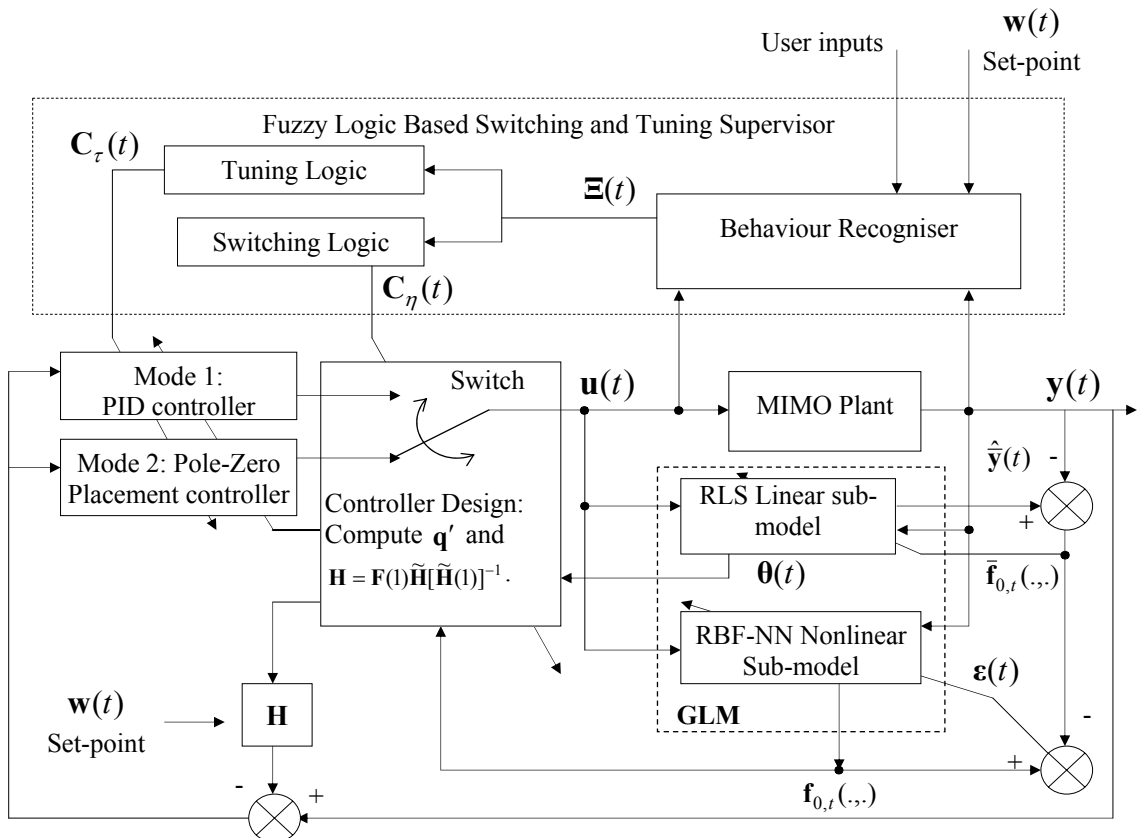 w(t)
User inputs
Set-point
Fuzzy Logic Based Switching and Tuning Supervisor
C_τ(t)
Tuning Logic
Ξ(t)
Switching Logic
Behaviour Recogniser
C_η(t)
Mode 1:
PID controller
Switch
u(t)
MIMO Plant
y(t)
Mode 2: Pole-Zero
Placement controller
ŷ̄(t)
-
RLS Linear sub-
model
+
Controller Design:
Compute q′ and
H = F(1)H̃[H̃(1)]⁻¹.
θ(t)
f̄_{0,t}(.,.)
RBF-NN Nonlinear
Sub-model
ε(t)
GLM
-
w(t)
Set-point
H
+
f_{0,t}(.,.)
-
+